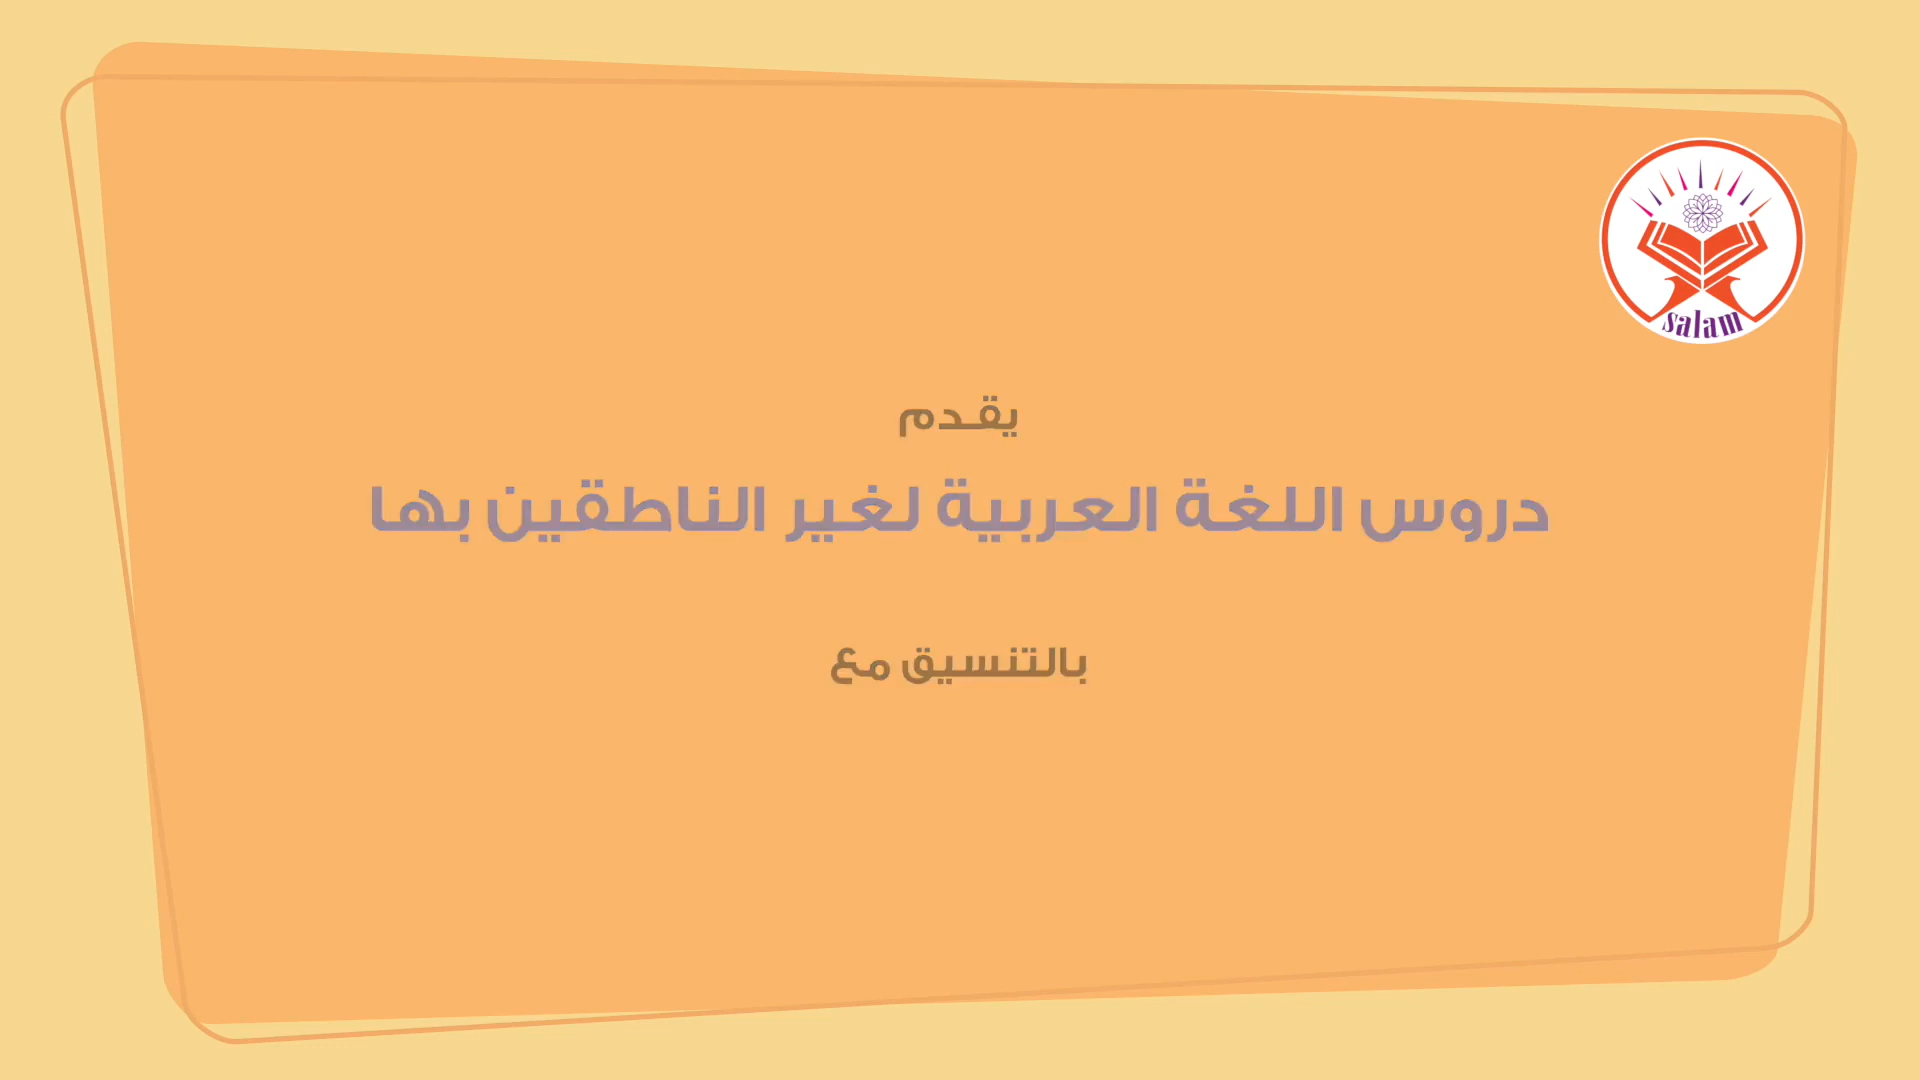 salam
يقدم
دروس اللغة العربية لغير الناطقين بها
بالتنسيق مع